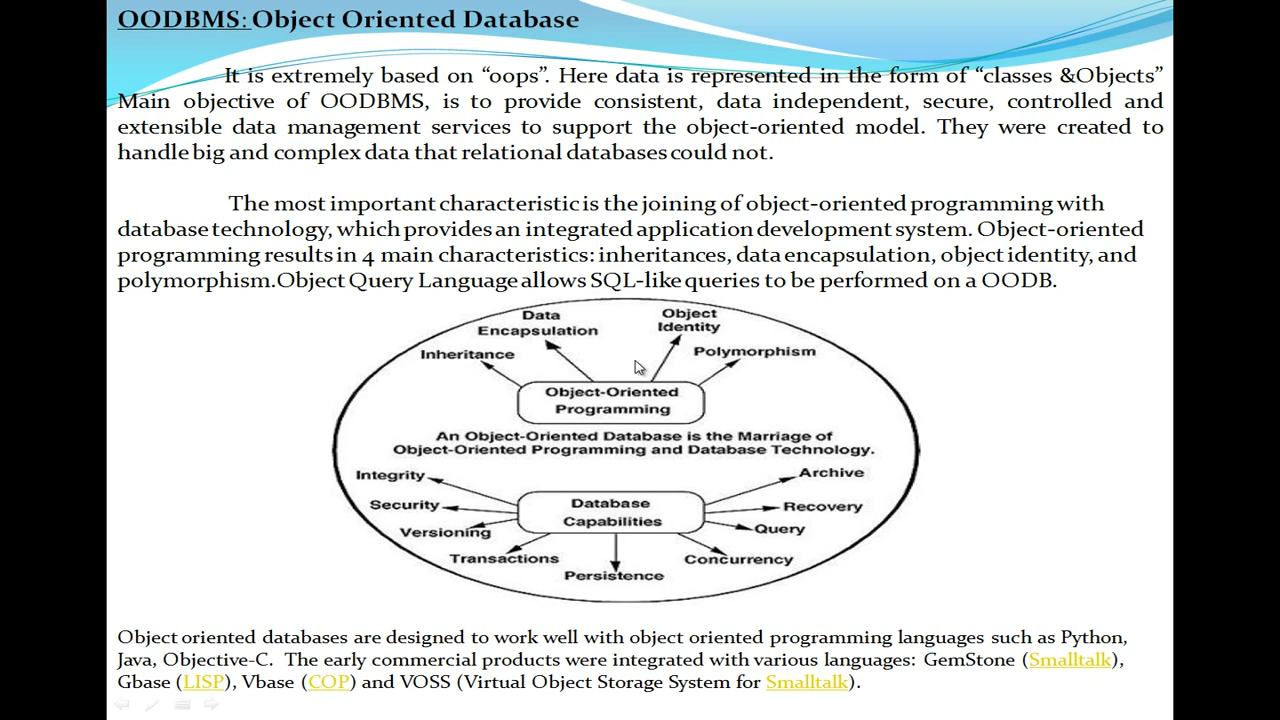 OODBMS: Object Oriented Database
It is extremely based on “oops”. Here data is represented in the form of “classes &Objects”
Main objective of OODBMS, is to provide consistent, data independent, secure, controlled and
extensible data management services to support the object-oriented model. They were created to
handle big and complex data that relational databases could not.
The most important characteristic is the joining of object-oriented programming with
database technology, which provides an integrated application development system. Object-oriented
programming results in 4 main characteristics: inheritances, data encapsulation, object identity, and
polymorphism.Object Query Language allows SQL-like queries to be performed on a OODB.
Data
Encapsulation
Object
Identity
Inheritance
Polymorphism
Object-Oriented
Programming
An Object-Oriented Database is the Marriage of
Object-Oriented Programming and Database Technology.
Integrity
Archive
Security
Database
Capabilities
Recovery
Versioning
Query
Transactions
Concurrency
Persistence
Object oriented databases are designed to work well with object oriented programming languages such as Python,
Java, Objective-C. The early commercial products were integrated with various languages: GemStone (Smalltalk),
Gbase (LISP), Vbase (COP) and VOSS (Virtual Object Storage System for Smalltalk).